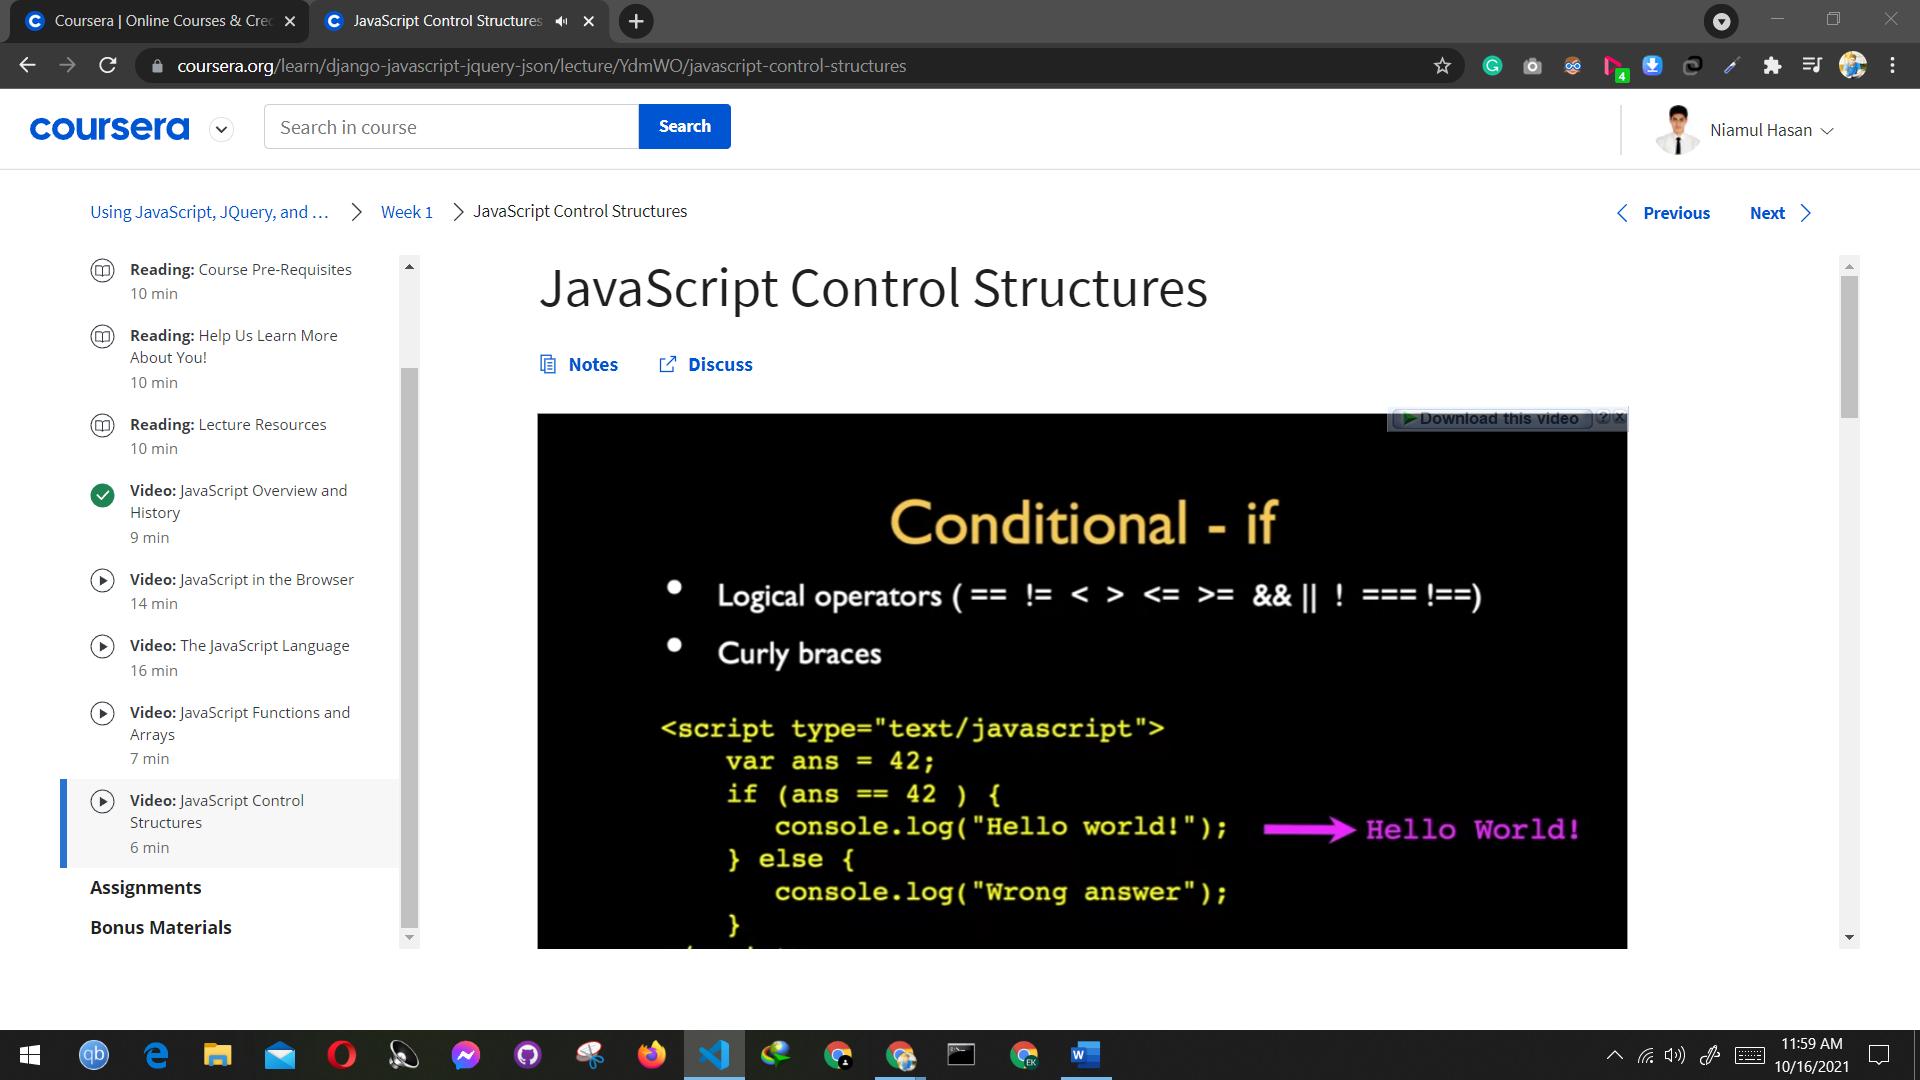 Coursera | Online Courses & Crec
JavaScript Control Structures
coursera.org/learn/django-javascript-jquery-json/lecture/YdmWO/javascript-control-structures
4
coursera
Search in course
Search
Niamul Hasan
Using JavaScript, JQuery, and ...
Week 1
JavaScript Control Structures
Previous
Next
Reading: Course Pre-Requisites
10 min
Reading: Help Us Learn More
About You!
10 min
Reading: Lecture Resources
10 min
Video: JavaScript Overview and
History
9 min
Video: JavaScript in the Browser
14 min
Video: The JavaScript Language
16 min
Video: JavaScript Functions and
Arrays
7 min
Video: JavaScript Control
Structures
6 min
Assignments
Bonus Materials
JavaScript Control Structures
Notes
Discuss
Download this video
Conditional - if
• Logical operators ( == != < > <= >= && || ! === !==)
• Curly braces
<script type="text/javascript">
var ans = 42;
if (ans == 42 ) {
console.log("Hello world!");
Hello World!
} else {
console.log("Wrong answer");
}
qb
EK
W
11:59 AM
10/16/2021